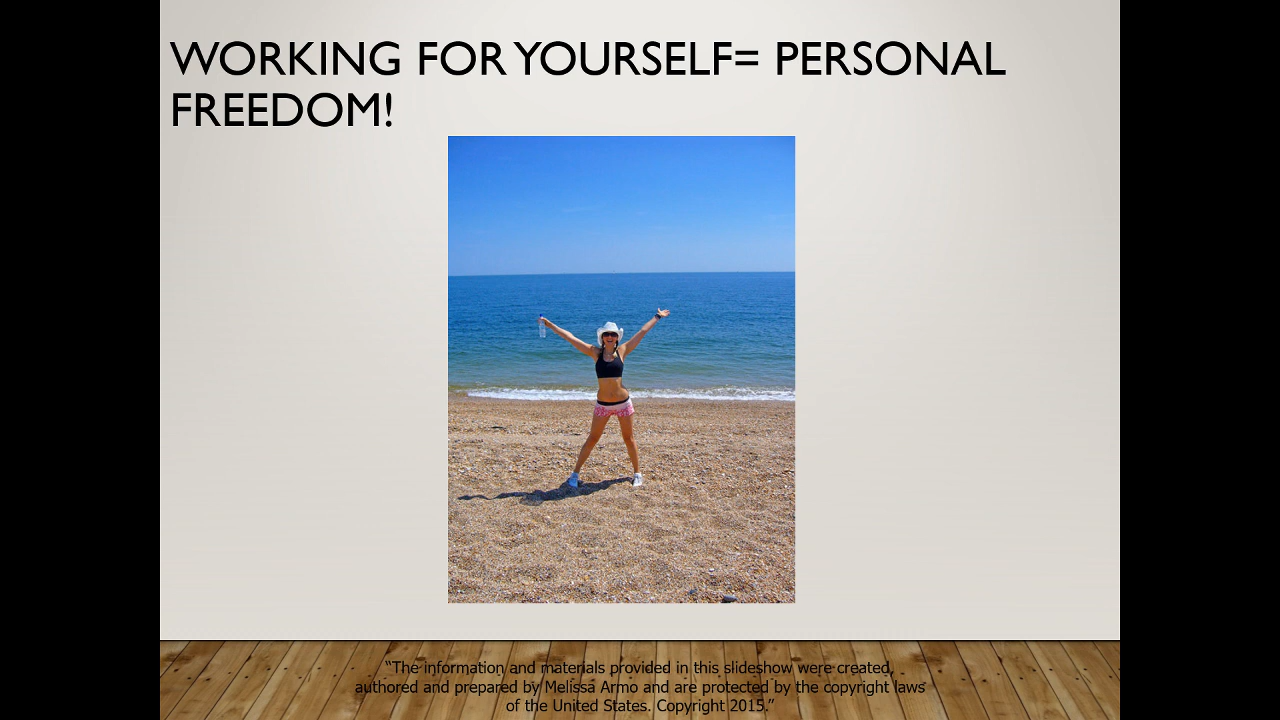 WORKING FOR YOURSELF= PERSONAL
FREEDOM!
“The information and materials provided in this slideshow were created,
authored and prepared by Melissa Armo and are protected by the copyright laws
of the United States. Copyright 2015.”